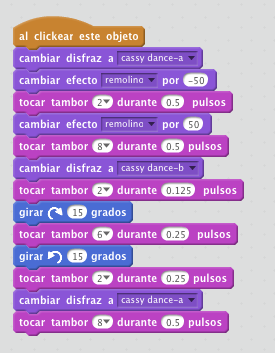 al clickear este objeto
cambiar disfraz a cassy dance-a
cambiar efecto remolino por -50
tocar tambor 2 durante 0.5 pulsos
cambiar efecto remolino por 50
tocar tambor 8 durante 0.5 pulsos
cambiar disfraz a cassy dance-b
tocar tambor 2 durante 0.125 pulsos
girar 15 grados
tocar tambor 6 durante 0.25 pulsos
girar 15 grados
tocar tambor 2 durante 0.25 pulsos
cambiar disfraz a cassy dance-a
tocar tambor 8 durante 0.5 pulsos